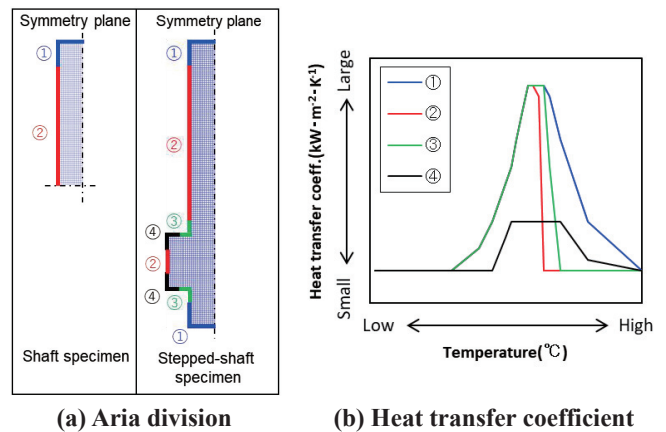 Symmetry plane
Symmetry plane
①
①
②
②
③
④
②
④
③
①
Shaft specimen
Stepped-shaft
specimen
(a) Aria division
Heat transfer coeff.(kW・m⁻²・K⁻¹)
Large
Small
①
②
③
④
Low
High
Temperature(℃)
(b) Heat transfer coefficient